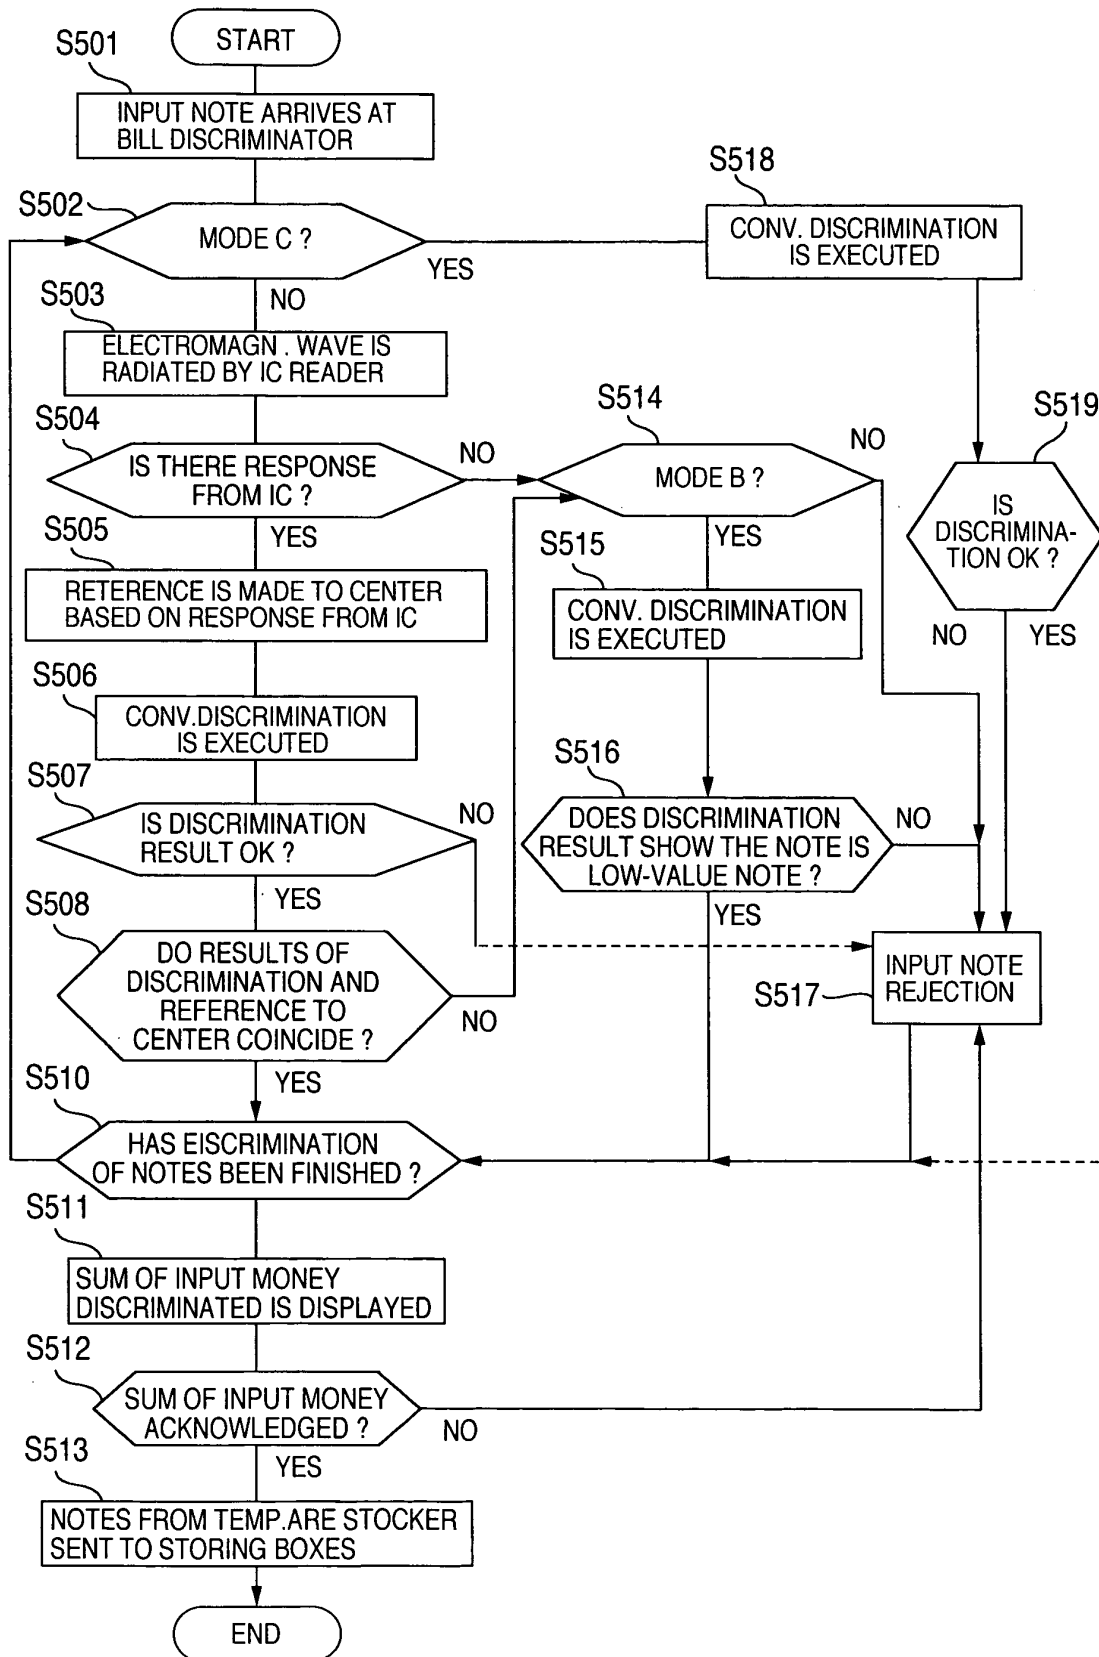 START
S501
INPUT NOTE ARRIVES AT
BILL DISCRIMINATOR
S502
MODE C ?
YES
NO
S518
CONV. DISCRIMINATION
IS EXECUTED
S503
ELECTROMAGN . WAVE IS
RADIATED BY IC READER
S504
IS THERE RESPONSE
FROM IC ?
NO
YES
S514
MODE B ?
NO
YES
S519
IS
DISCRIMINA-
TION OK ?
NO
YES
S505
RETERENCE IS MADE TO CENTER
BASED ON RESPONSE FROM IC
S515
CONV. DISCRIMINATION
IS EXECUTED
S506
CONV.DISCRIMINATION
IS EXECUTED
S507
IS DISCRIMINATION
RESULT OK ?
NO
YES
S516
DOES DISCRIMINATION
RESULT SHOW THE NOTE IS
LOW-VALUE NOTE ?
NO
YES
S508
DO RESULTS OF
DISCRIMINATION AND
REFERENCE TO
CENTER COINCIDE ?
NO
YES
INPUT NOTE
REJECTION
S517
S510
HAS EISCRIMINATION
OF NOTES BEEN FINISHED ?
S511
SUM OF INPUT MONEY
DISCRIMINATED IS DISPLAYED
S512
SUM OF INPUT MONEY
ACKNOWLEDGED ?
NO
YES
S513
NOTES FROM TEMP.ARE STOCKER
SENT TO STORING BOXES
END